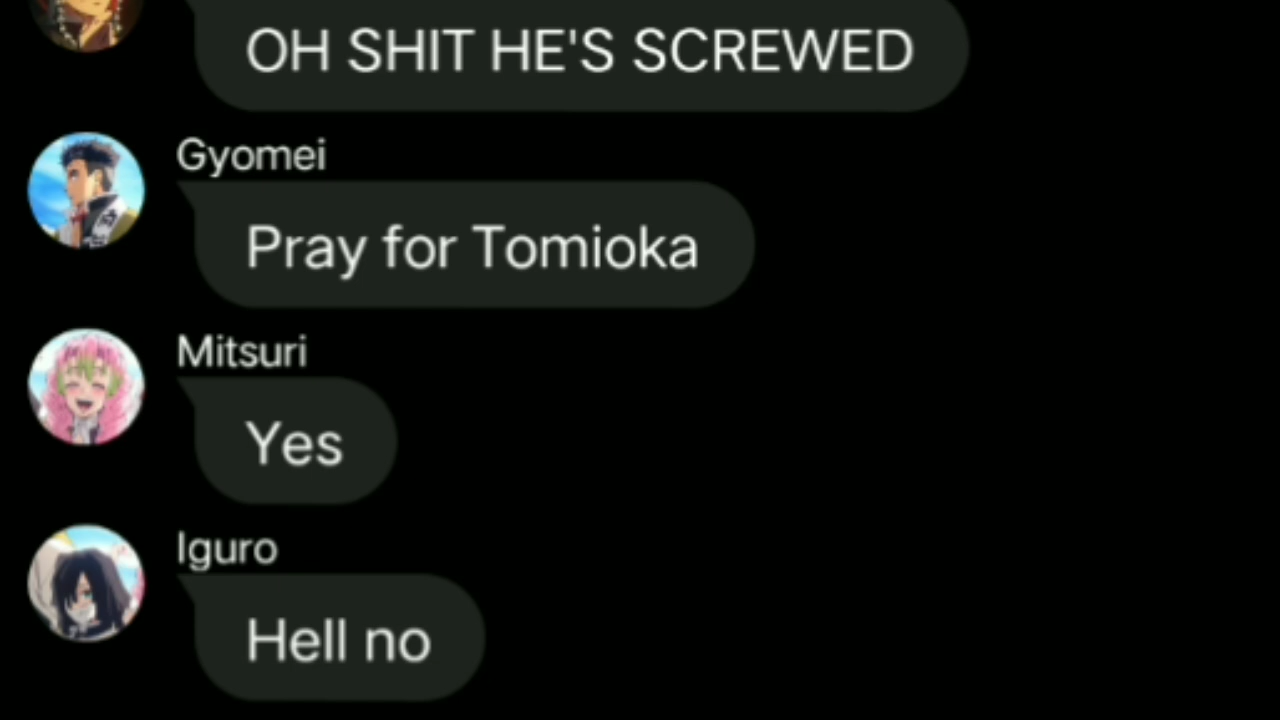 OH SHIT HE'S SCREWED
Gyomei
Pray for Tomioka
Mitsuri
Yes
Iguro
Hell no